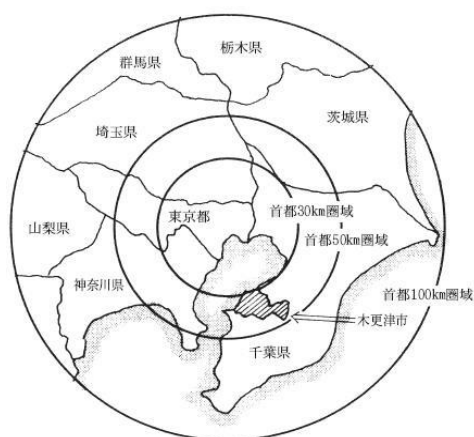 栃木県
群馬県
茨城県
埼玉県
東京都
首都30km圏域
山梨県
首都50km圏域
神奈川県
首都100km圏域
木更津市
千葉県